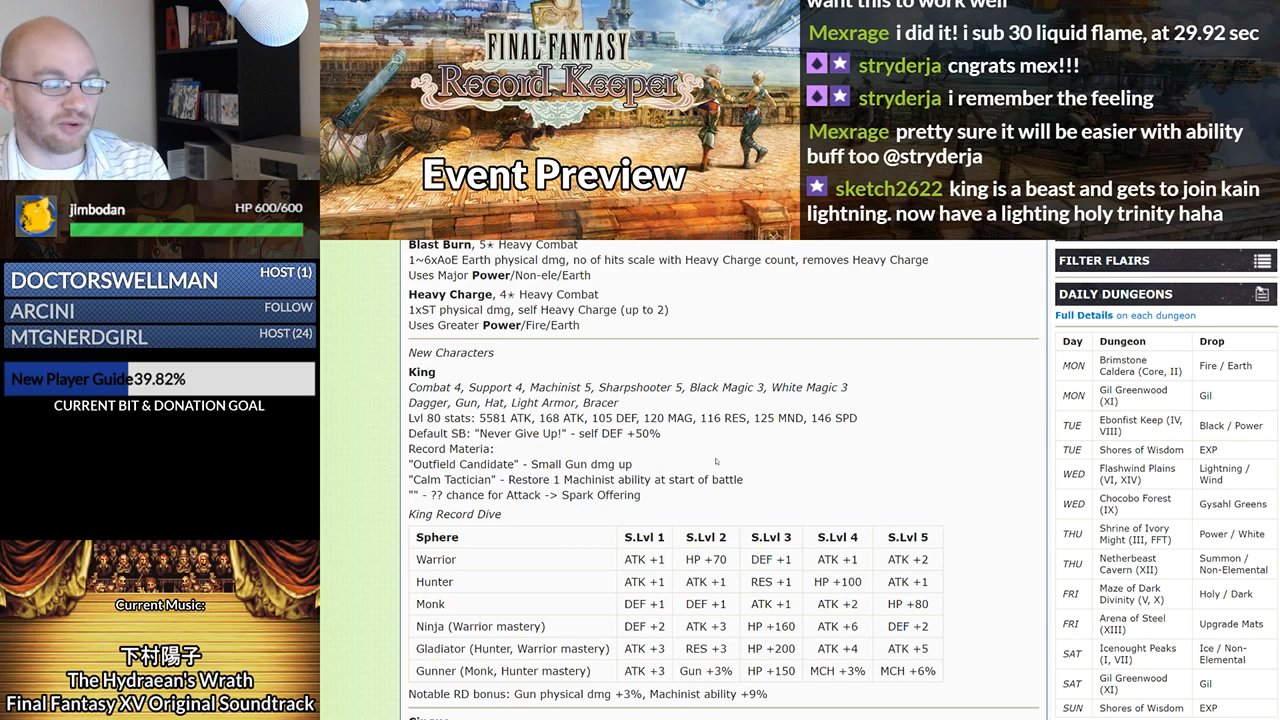 FINAL FANTASY
Record Keeper
Event Preview
want this to work well
Mexrage i did it! i sub 30 liquid flame, at 29.92 sec
stryderja cngrats mex!!!
stryderja i remember the feeling
Mexrage pretty sure it will be easier with ability
buff too @stryderja
sketch2622 king is a beast and gets to join kain
lightning. now have a lighting holy trinity haha
jimbodan
HP 600/600
DOCTORSWELLMAN HOST (1)
ARCINI FOLLOW
MTGNERDGIRL HOST (24)
New Player Guide 39.82%
CURRENT BIT & DONATION GOAL
Current Music:
下村陽子
The Hydraean's Wrath
Final Fantasy XV Original Soundtrack
Blast Burn, 5★ Heavy Combat
1~6xAoE Earth physical dmg, no of hits scale with Heavy Charge count, removes Heavy Charge
Uses Major Power/Non-ele/Earth
Heavy Charge, 4★ Heavy Combat
1xST physical dmg, self Heavy Charge (up to 2)
Uses Greater Power/Fire/Earth
New Characters
King
Combat 4, Support 4, Machinist 5, Sharpshooter 5, Black Magic 3, White Magic 3
Dagger, Gun, Hat, Light Armor, Bracer
Lvl 80 stats: 5581 ATK, 168 ATK, 105 DEF, 120 MAG, 116 RES, 125 MND, 146 SPD
Default SB: "Never Give Up!" - self DEF +50%
Record Materia:
"Outfield Candidate" - Small Gun dmg up
"Calm Tactician" - Restore 1 Machinist ability at start of battle
"" - ?? chance for Attack -> Spark Offering
King Record Dive
Sphere S.Lvl 1 S.Lvl 2 S.Lvl 3 S.Lvl 4 S.Lvl 5
Warrior ATK +1 HP +70 DEF +1 ATK +1 ATK +2
Hunter ATK +1 ATK +1 RES +1 HP +100 ATK +1
Monk DEF +1 DEF +1 ATK +1 ATK +2 HP +80
Ninja (Warrior mastery) DEF +2 ATK +3 HP +160 ATK +6 DEF +2
Gladiator (Hunter, Warrior mastery) ATK +3 RES +3 HP +200 ATK +4 ATK +5
Gunner (Monk, Hunter mastery) ATK +3 Gun +3% HP +150 MCH +3% MCH +6%
Notable RD bonus: Gun physical dmg +3%, Machinist ability +9%
FILTER FLAIRS
DAILY DUNGEONS
Full Details on each dungeon
Day Dungeon Drop
MON Brimstone Caldera (Core, II) Fire / Earth
MON Gil Greenwood (XI) Gil
TUE Ebonfist Keep (IV, VIII) Black / Power
TUE Shores of Wisdom EXP
WED Flashwind Plains (VI, XIV) Lightning / Wind
WED Chocobo Forest (IX) Gysahl Greens
THU Shrine of Ivory Might (III, FFT) Power / White
THU Netherbeast Cavern (XII) Summon / Non-Elemental
FRI Maze of Dark Divinity (V, X) Holy / Dark
FRI Arena of Steel (XIII) Upgrade Mats
SAT Icenought Peaks (I, VII) Ice / Non-Elemental
SAT Gil Greenwood (XI) Gil
SUN Shores of Wisdom EXP